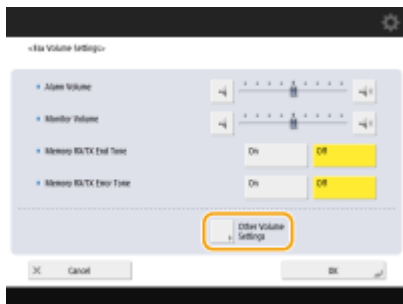 <Fax Volume Settings>
Alarm Volume
Monitor Volume
Memory RX/TX End Tone On Off
Memory RX/TX Error Tone On Off
Other Volume
Settings
Cancel OK